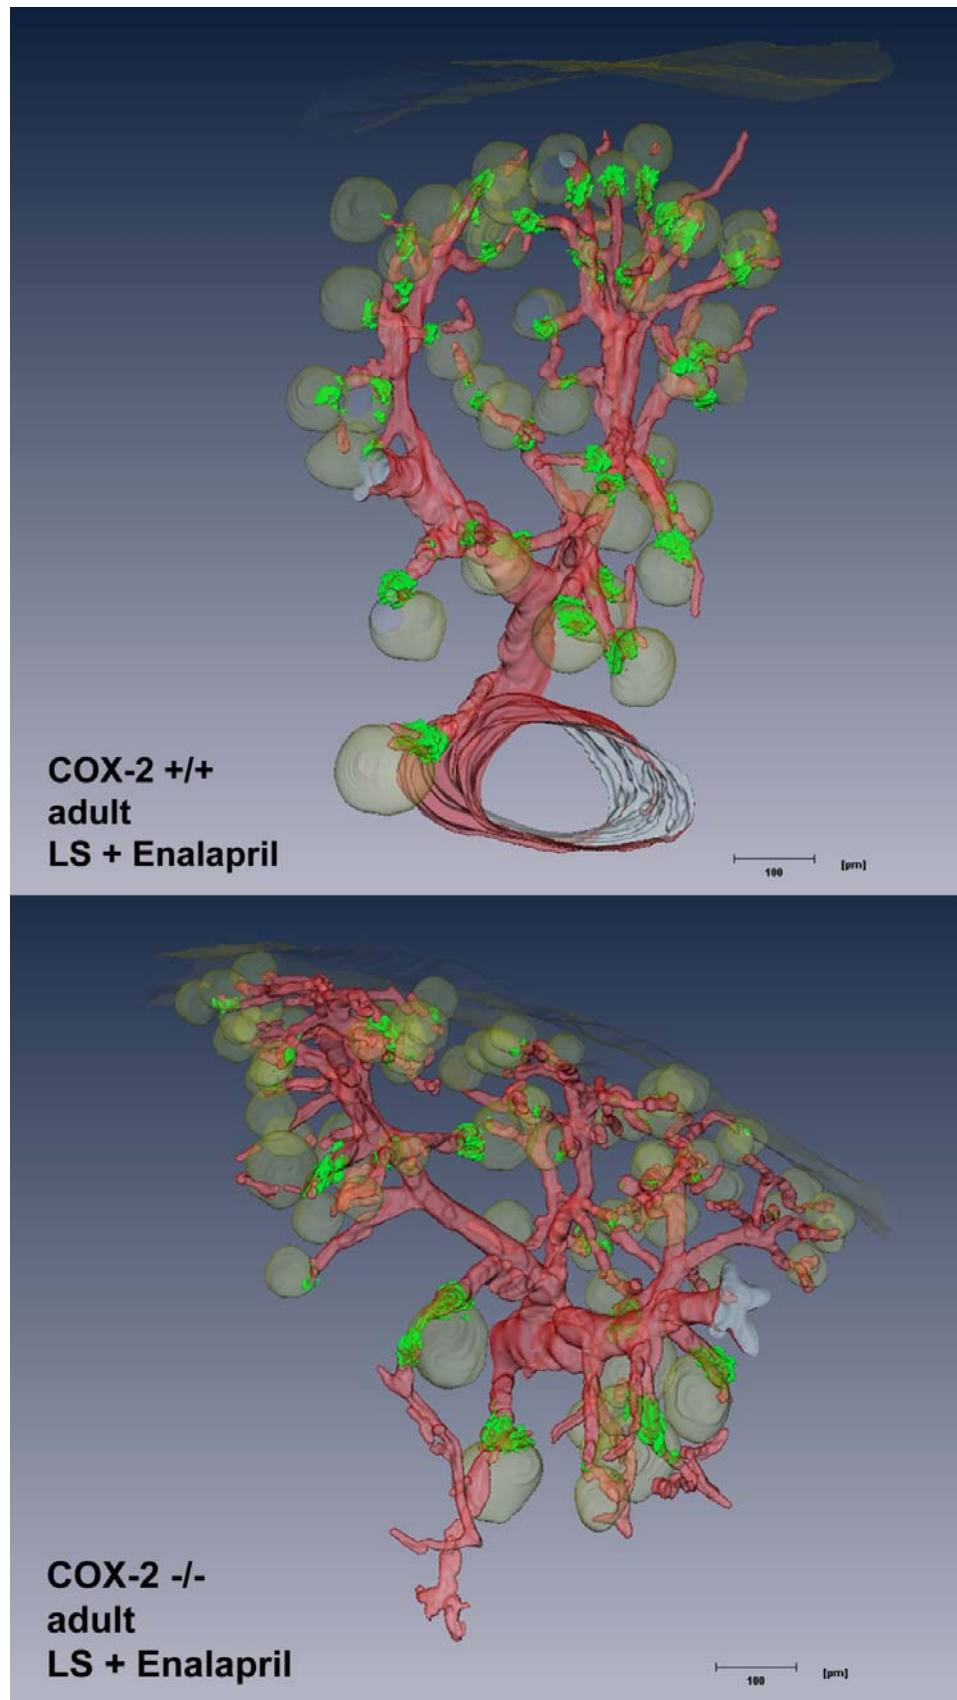 COX-2 +/+
adult
LS + Enalapril
100 [µm]
COX-2 -/-
adult
LS + Enalapril
100 [µm]